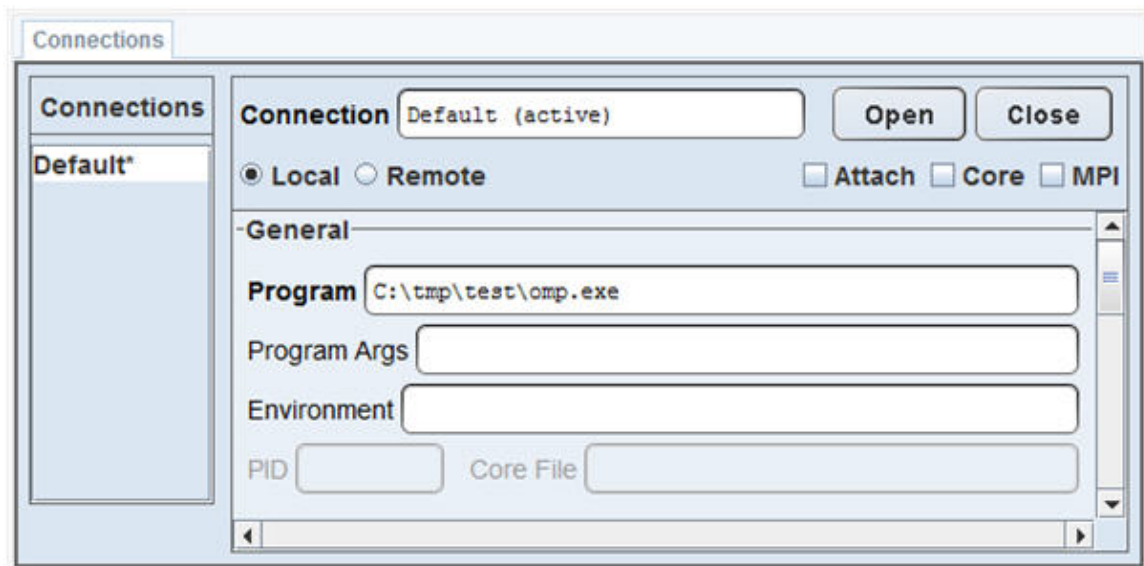 Connections
Connections
Default*
Connection Default (active) Open Close
Local Remote Attach Core MPI
General
Program C:\tmp\test\omp.exe
Program Args
Environment
PID Core File